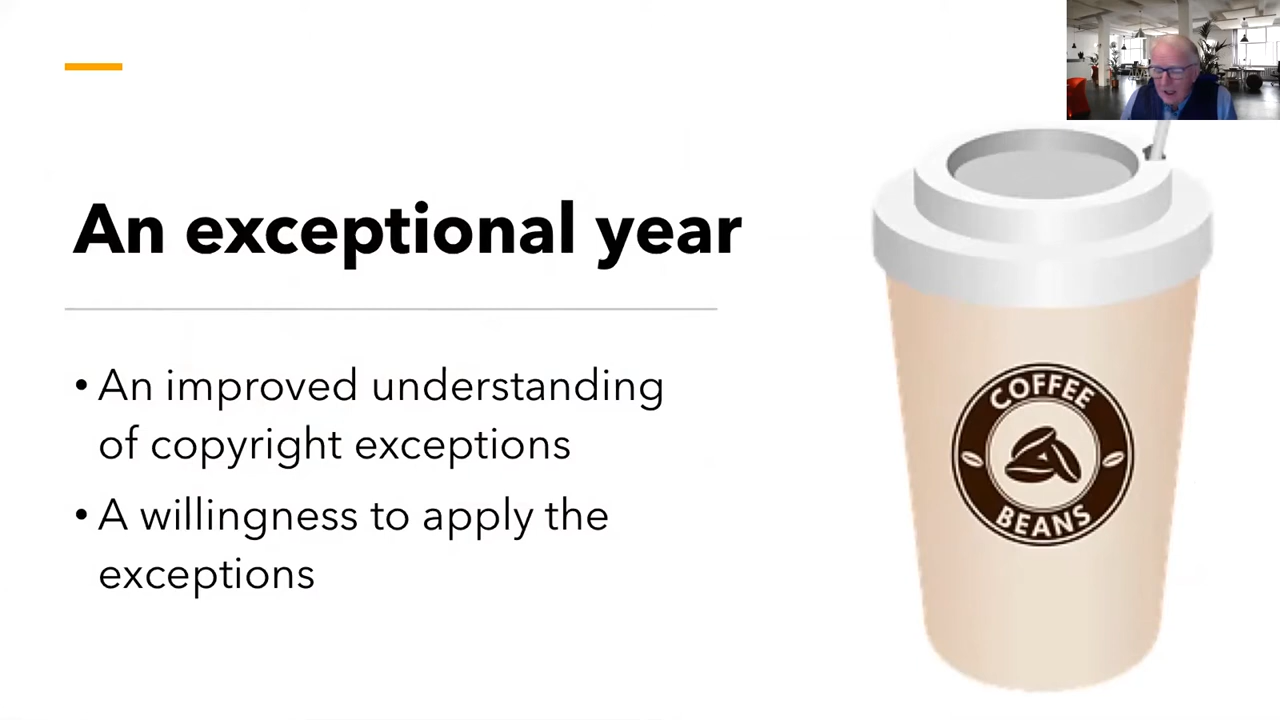 An exceptional year
• An improved understanding
of copyright exceptions
• A willingness to apply the
exceptions
COFFEE
BEANS